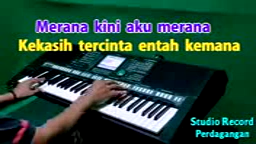 Merana kini aku merana
Kekasih tercinta entah kemana
Studio Record
Perdagangan